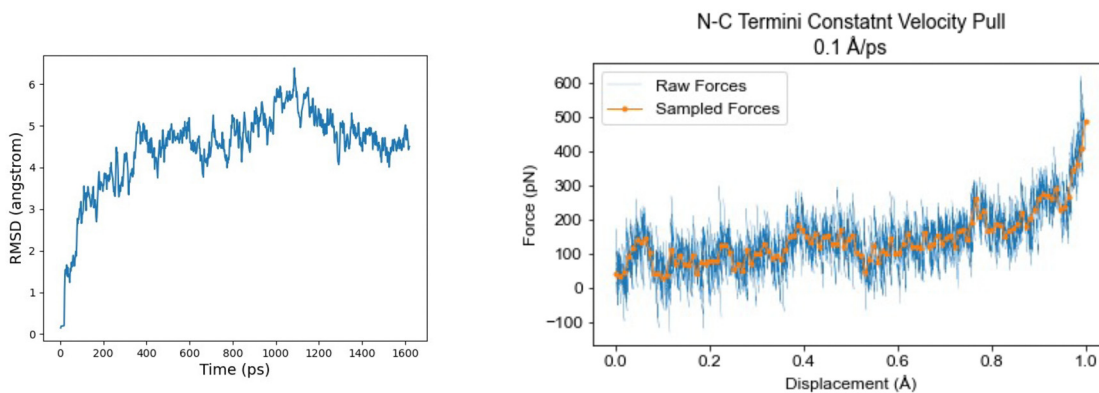 6
5
4
3
2
1
0
RMSD (angstrom)
0 200 400 600 800 1000 1200 1400 1600
Time (ps)
N-C Termini Constatnt Velocity Pull
0.1 Å/ps
Raw Forces
Sampled Forces
600
500
400
300
200
100
0
−100
Force (pN)
0.0 0.2 0.4 0.6 0.8 1.0
Displacement (Å)